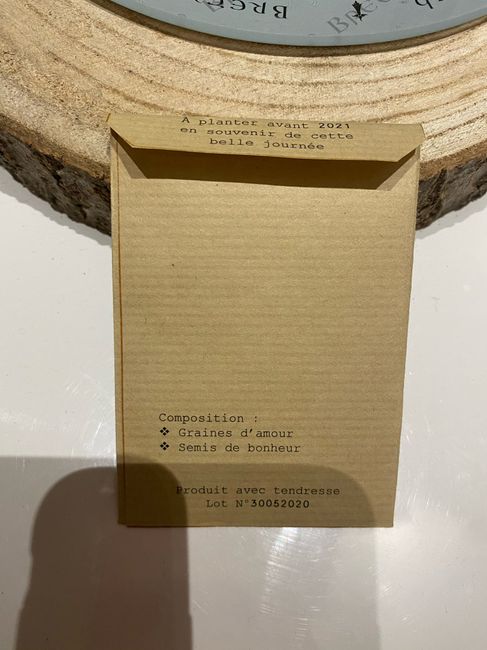 À planter avant 2021
en souvenir de cette
belle journée
Composition :
❖ Graines d'amour
❖ Semis de bonheur
Produit avec tendresse
Lot N°30052020